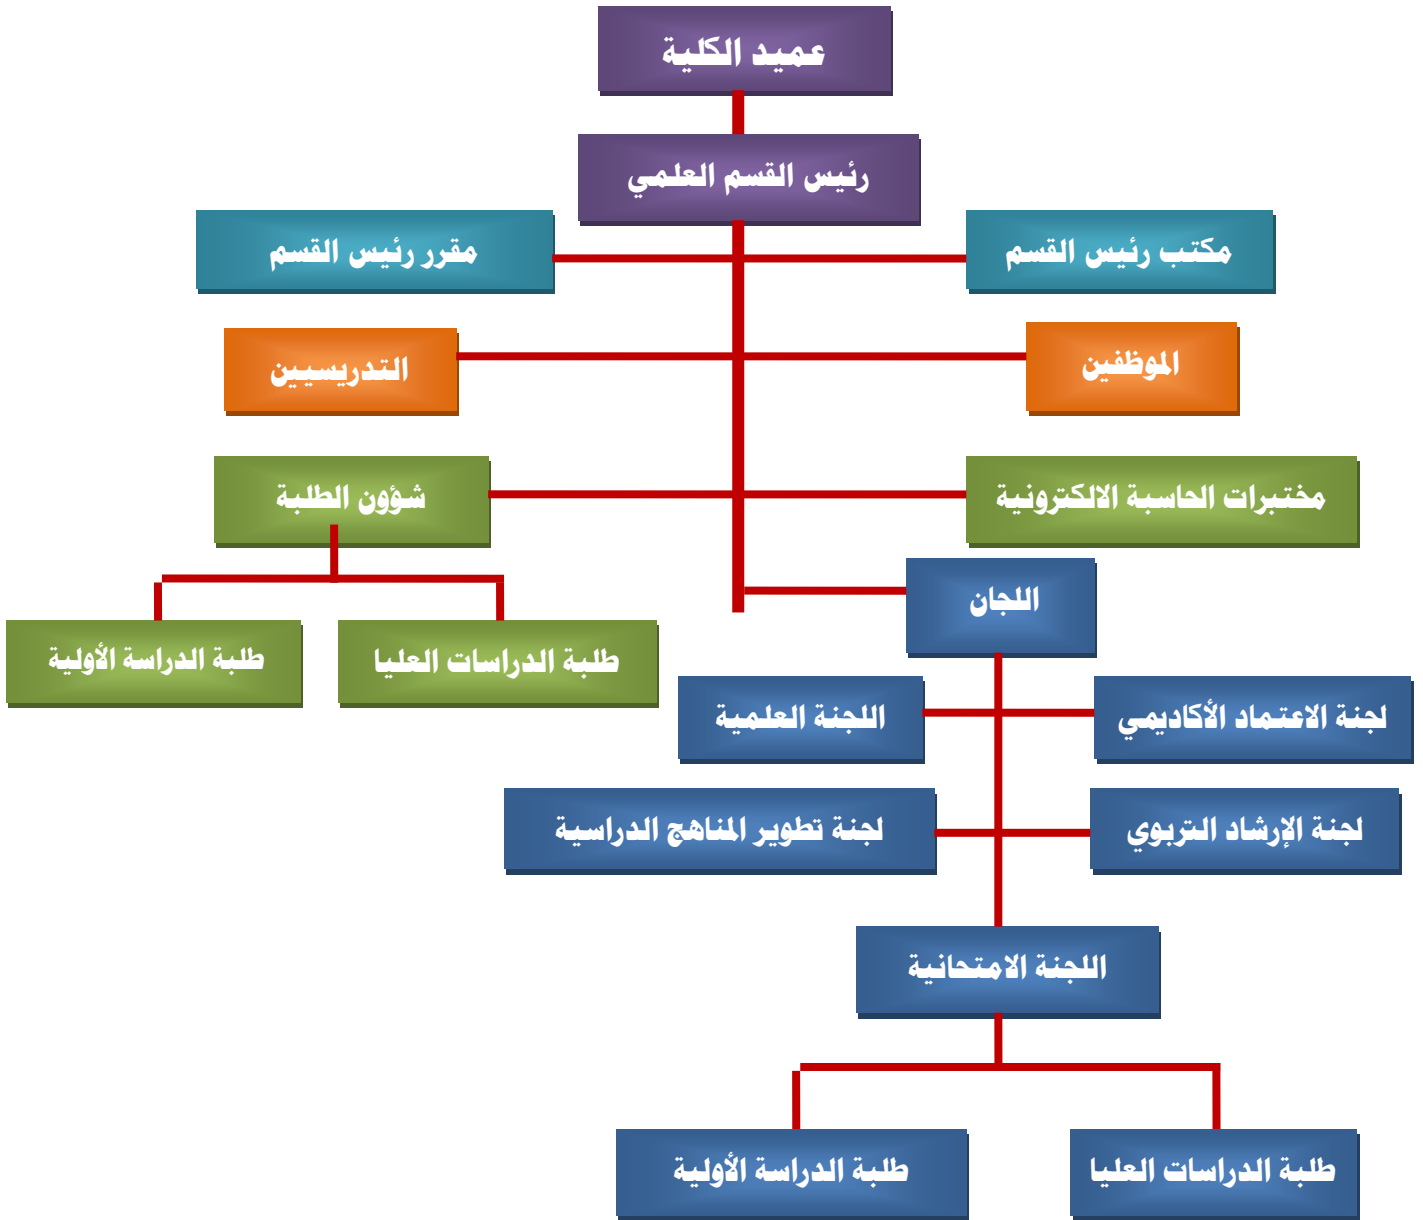 عميد الكلية
رئيس القسم العلمي
مكتب رئيس القسم
مقرر رئيس القسم
الموظفين
التدريسيين
مختبرات الحاسبة الالكترونية
شؤون الطلبة
اللجان
طلبة الدراسات العليا
طلبة الدراسة الأولية
لجنة الاعتماد الأكاديمي
اللجنة العلمية
لجنة الإرشاد التربوي
لجنة تطوير المناهج الدراسية
اللجنة الامتحانية
طلبة الدراسات العليا
طلبة الدراسة الأولية